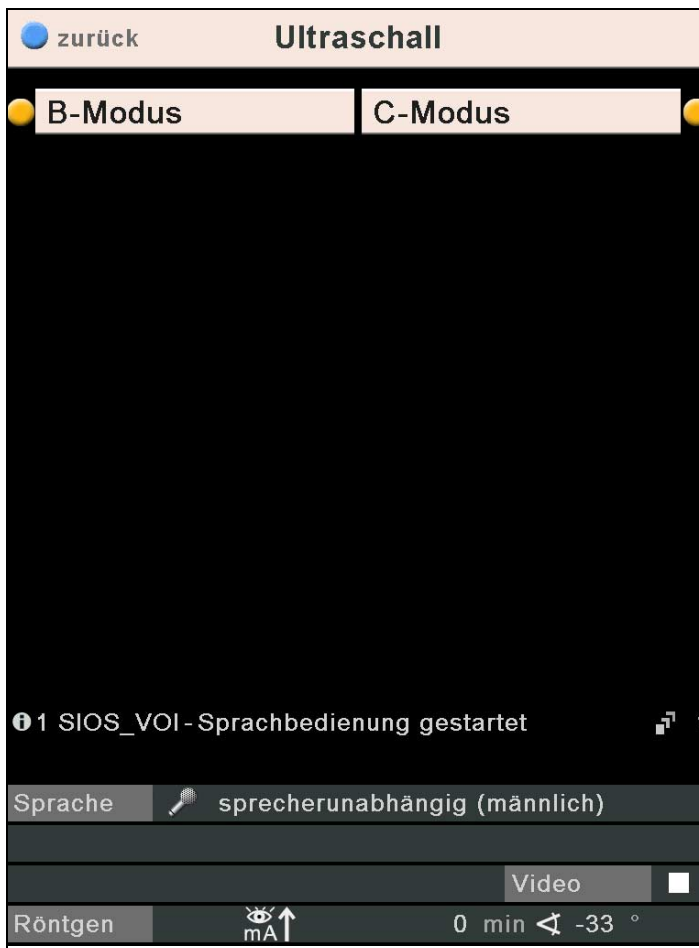 zurück Ultraschall
B-Modus C-Modus
1 SIOS_VOI-Sprachbedienung gestartet
Sprache sprecherunabhängig (männlich)
Video
Röntgen mA 0 min -33 °